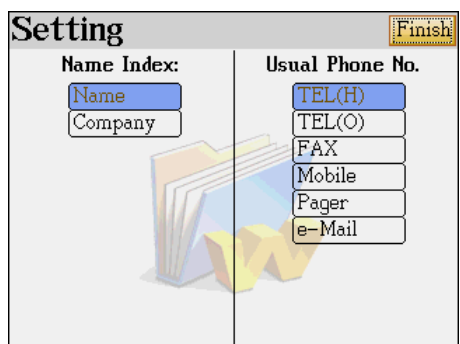 Setting
Finish
Name Index:
Name
Company
Usual Phone No.
TEL(H)
TEL(O)
FAX
Mobile
Pager
e-Mail